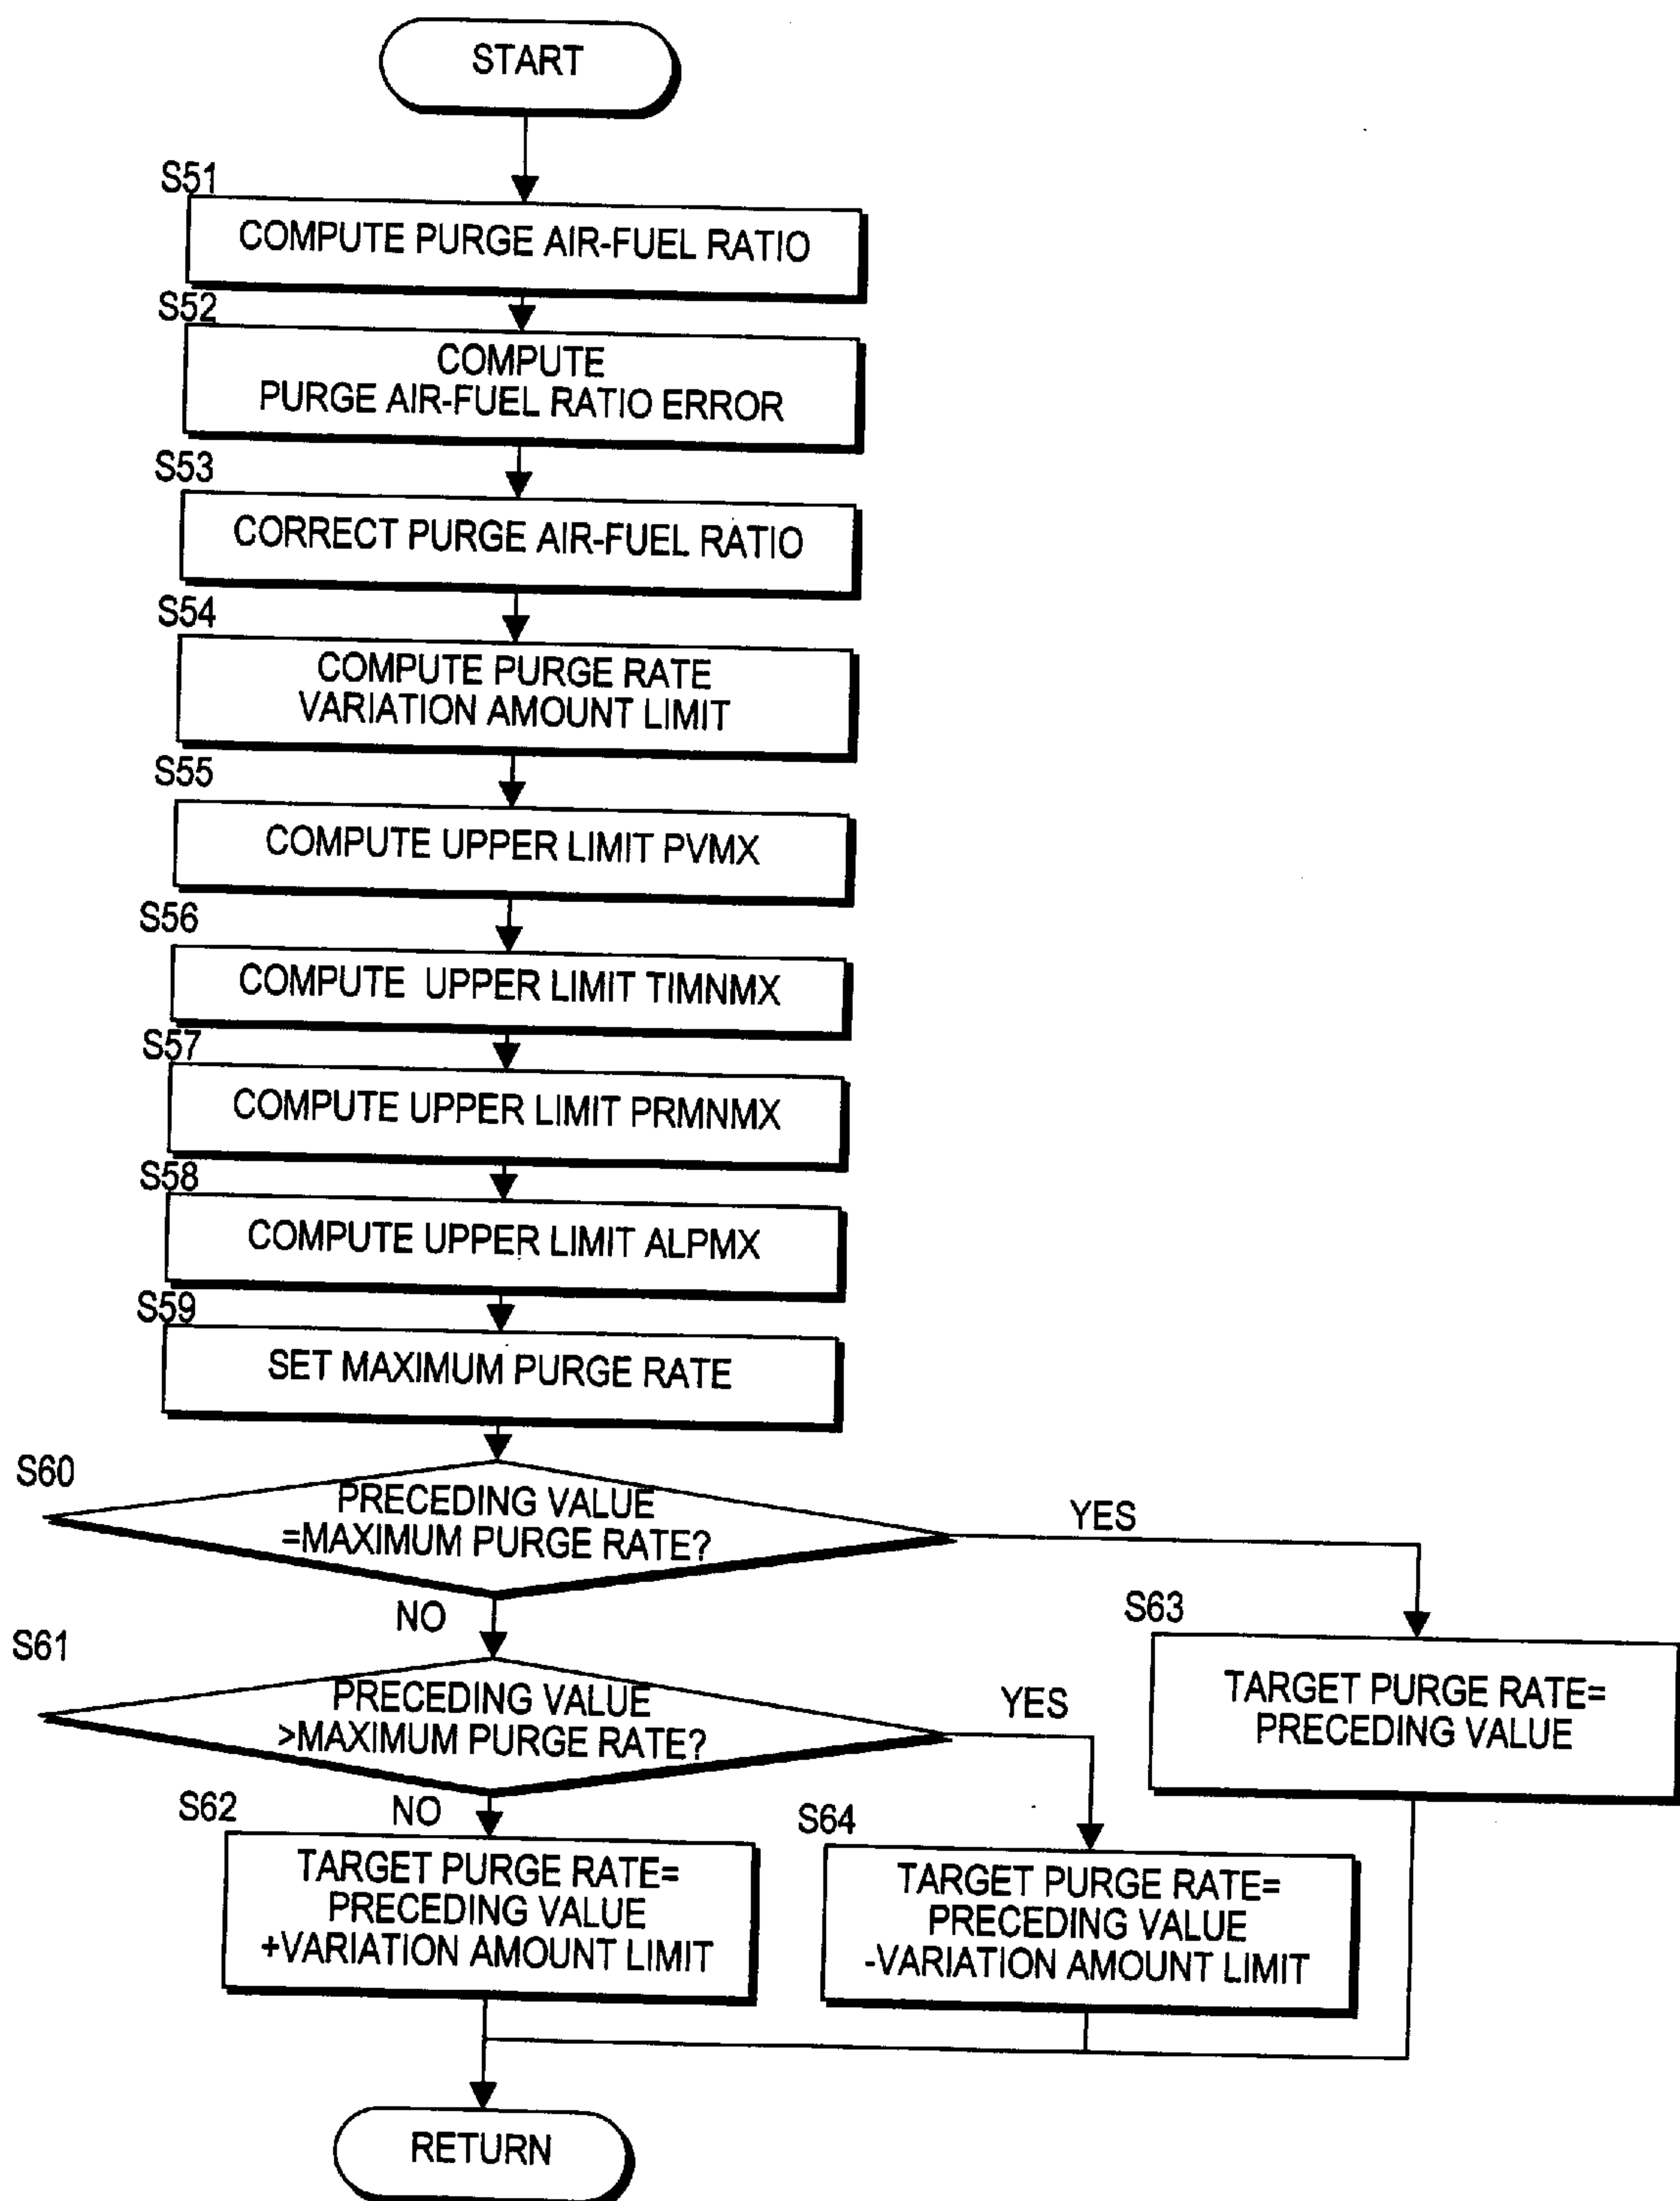 START
S51
COMPUTE PURGE AIR-FUEL RATIO
S52
COMPUTE
PURGE AIR-FUEL RATIO ERROR
S53
CORRECT PURGE AIR-FUEL RATIO
S54
COMPUTE PURGE RATE
VARIATION AMOUNT LIMIT
S55
COMPUTE UPPER LIMIT PVMX
S56
COMPUTE UPPER LIMIT TIMNMX
S57
COMPUTE UPPER LIMIT PRMNMX
S58
COMPUTE UPPER LIMIT ALPMX
S59
SET MAXIMUM PURGE RATE
S60
PRECEDING VALUE
=MAXIMUM PURGE RATE?
YES
NO
S63
TARGET PURGE RATE=
PRECEDING VALUE
S61
PRECEDING VALUE
>MAXIMUM PURGE RATE?
YES
NO
S62
TARGET PURGE RATE=
PRECEDING VALUE
+VARIATION AMOUNT LIMIT
S64
TARGET PURGE RATE=
PRECEDING VALUE
-VARIATION AMOUNT LIMIT
RETURN